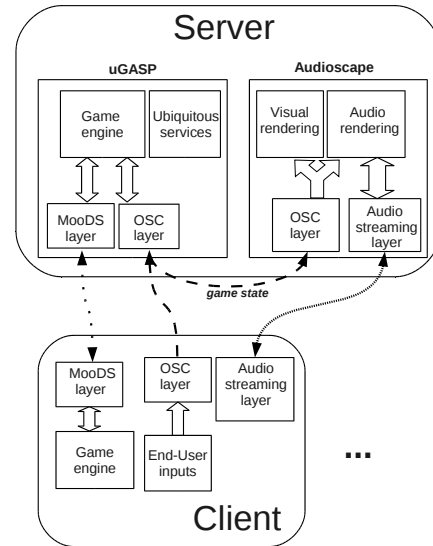 Server
uGASP
Audioscape
Game
engine
Ubiquitous
services
Visual
rendering
Audio
rendering
MooDS
layer
OSC
layer
OSC
layer
Audio
streaming
layer
game state
MooDS
layer
OSC
layer
Audio
streaming
layer
Game
engine
End-User
inputs
...
Client